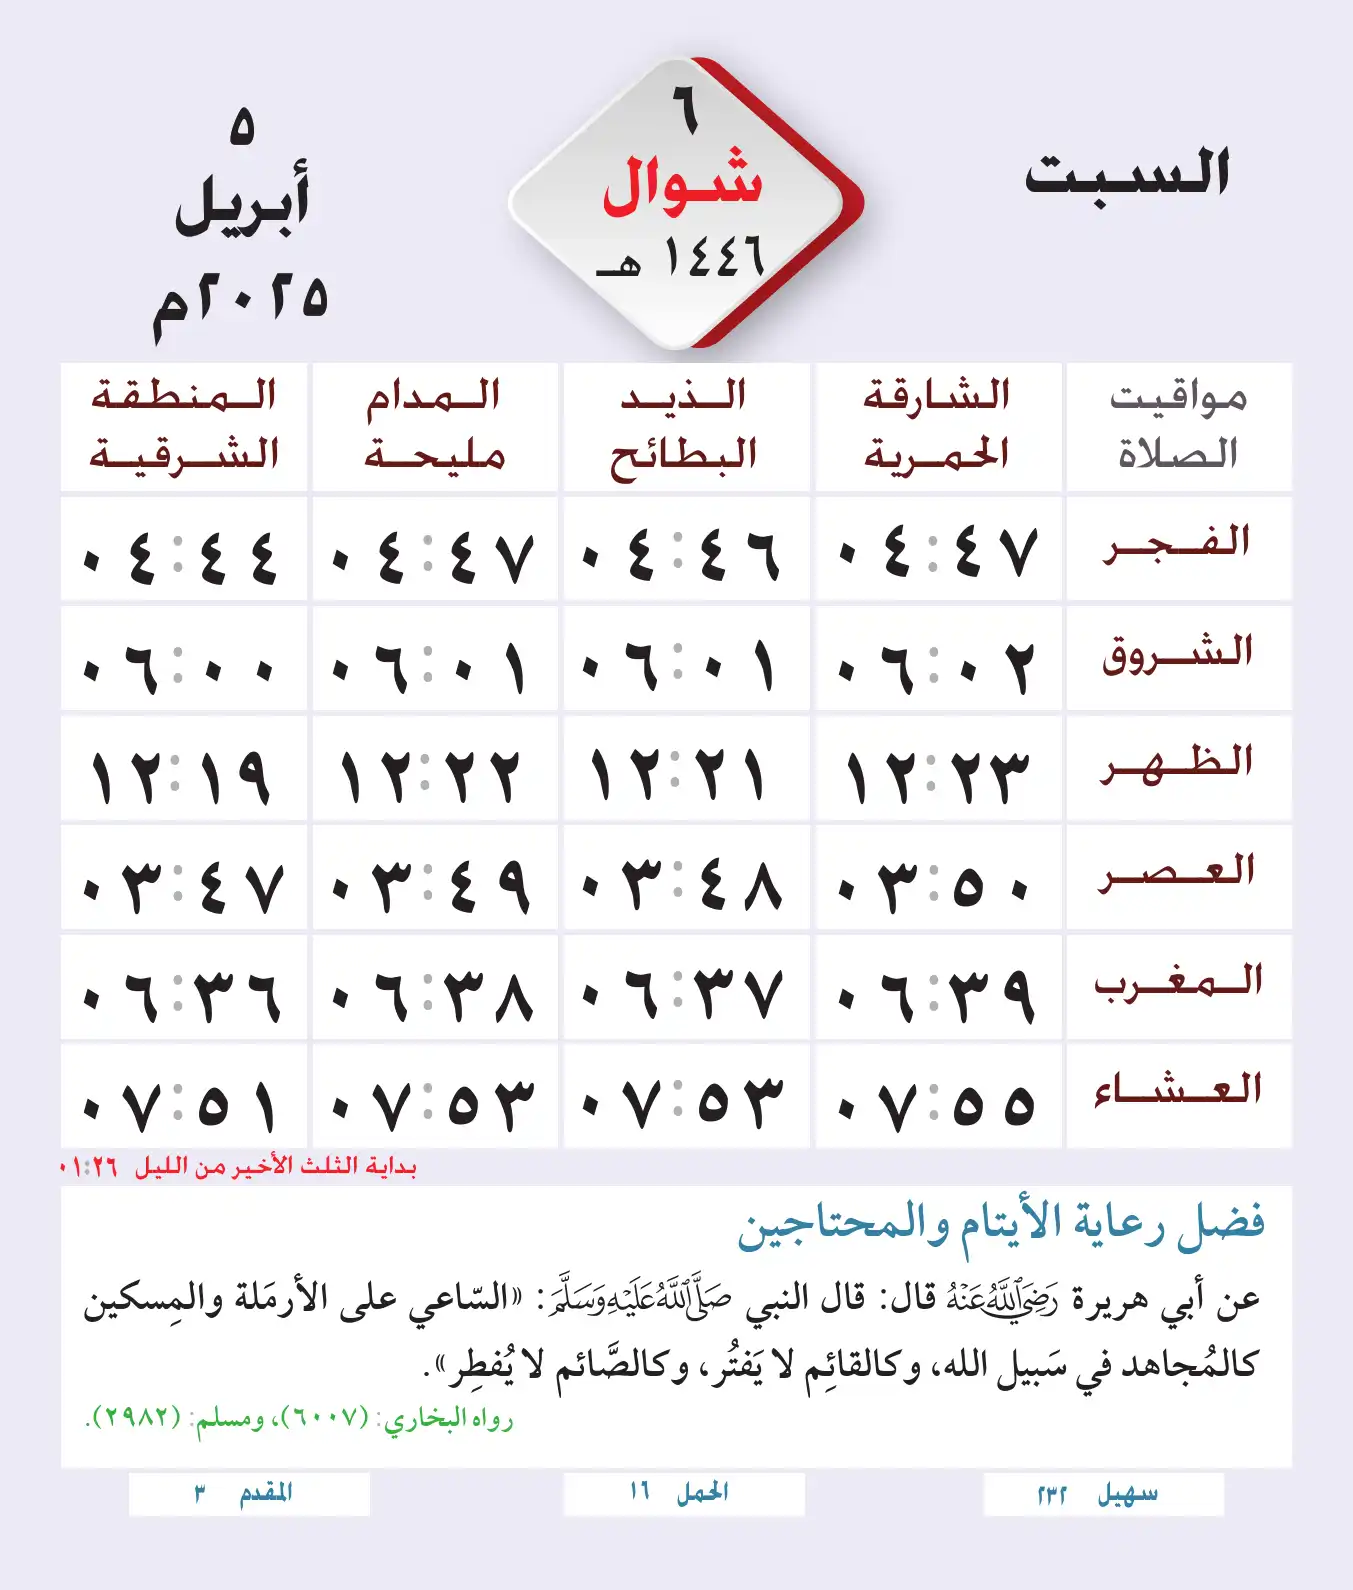 السبت
٦
شوال
١٤٤٦ هـ
٥
أبريل
٢٠٢٥م
مواقيت الصلاة	الشارقة الحمرية	الذيد البطائح	المدام مليحة	المنطقة الشرقية
الفجر	٠٤:٤٧	٠٤:٤٦	٠٤:٤٧	٠٤:٤٤
الشروق	٠٦:٠٢	٠٦:٠١	٠٦:٠١	٠٦:٠٠
الظهر	١٢:٢٣	١٢:٢١	١٢:٢٢	١٢:١٩
العصر	٠٣:٥٠	٠٣:٤٨	٠٣:٤٩	٠٣:٤٧
المغرب	٠٦:٣٩	٠٦:٣٧	٠٦:٣٨	٠٦:٣٦
العشاء	٠٧:٥٥	٠٧:٥٣	٠٧:٥٣	٠٧:٥١
بداية الثلث الأخير من الليل ٠١:٢٦
فضل رعاية الأيتام والمحتاجين
عن أبي هريرة رَضِيَ اللَّهُ عَنْهُ قال: قال النبي صَلَّى اللَّهُ عَلَيْهِ وَسَلَّمَ: «السّاعي على الأرمَلة والمِسكين
كالمُجاهد في سَبيل الله، وكالقائِم لا يَفتُر، وكالصَّائم لا يُفطِر».
رواه البخاري: (٦٠٠٧)، ومسلم: (٢٩٨٢).
سهيل ٢٣٢	الحمل ١٦	المقدم ٣